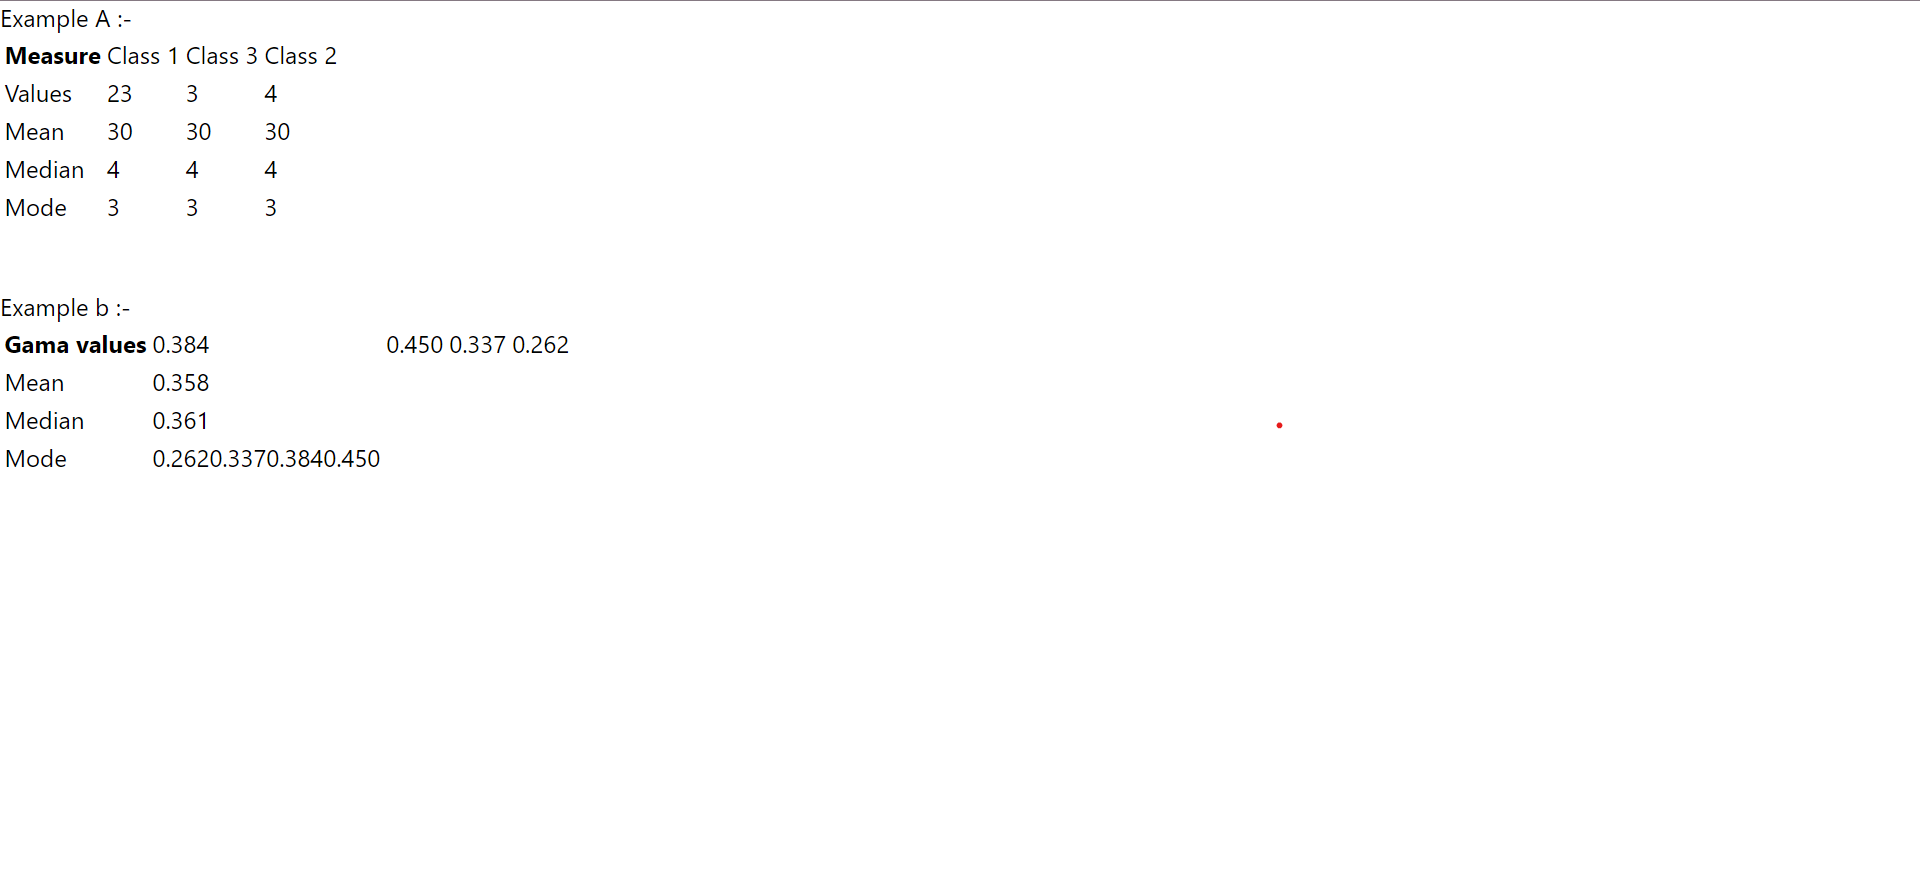 Example A :-
Measure Class 1 Class 3 Class 2
Values 23 3 4
Mean 30 30 30
Median 4 4 4
Mode 3 3 3
Example b :-
Gama values 0.384 0.450 0.337 0.262
Mean 0.358
Median 0.361
Mode 0.2620.3370.3840.450